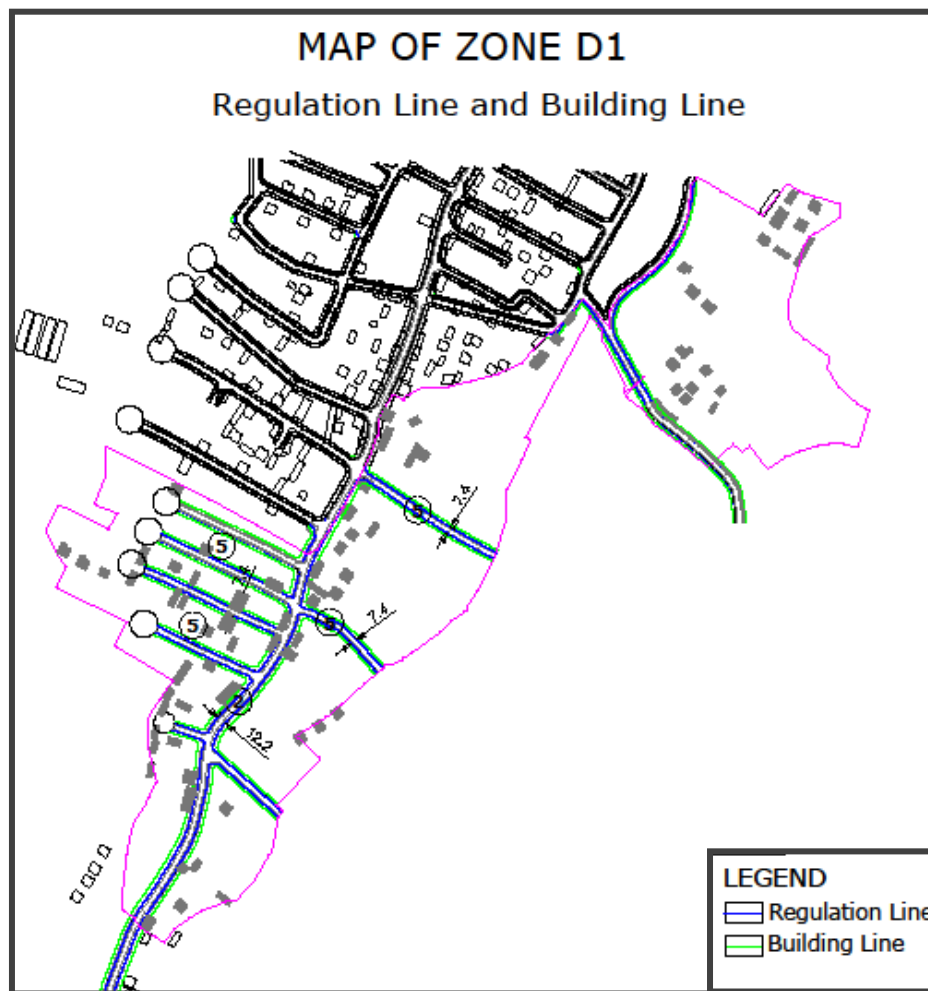 MAP OF ZONE D1
Regulation Line and Building Line
5
7.4
5
5
5
7.4
12.2
LEGEND
Regulation Line
Building Line